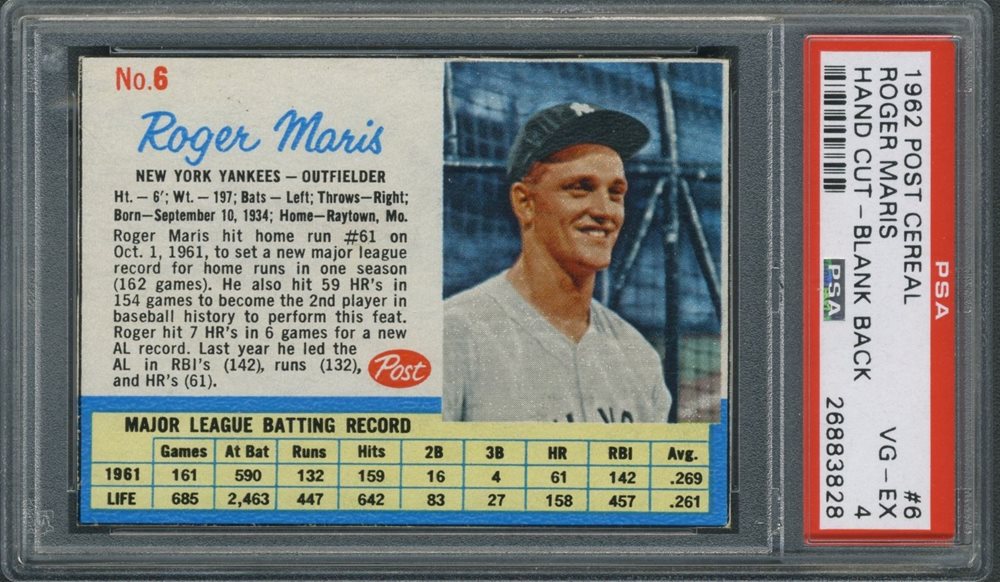 No.6
Roger Maris
NEW YORK YANKEES – OUTFIELDER
Ht. – 6'; Wt. – 197; Bats – Left; Throws–Right;
Born–September 10, 1934; Home–Raytown, Mo.
Roger Maris hit home run #61 on
Oct. 1, 1961, to set a new major league
record for home runs in one season
(162 games). He also hit 59 HR's in
154 games to become the 2nd player in
baseball history to perform this feat.
Roger hit 7 HR's in 6 games for a new
AL record. Last year he led the
AL in RBI's (142), runs (132),
and HR's (61).
Post
MAJOR LEAGUE BATTING RECORD
Games At Bat Runs Hits 2B 3B HR RBI Avg.
1961 161 590 132 159 16 4 61 142 .269
LIFE 685 2,463 447 642 83 27 158 457 .261
PSA
1962 POST CEREAL #6
ROGER MARIS VG-EX
HAND CUT-BLANK BACK 4
PSA 26883828